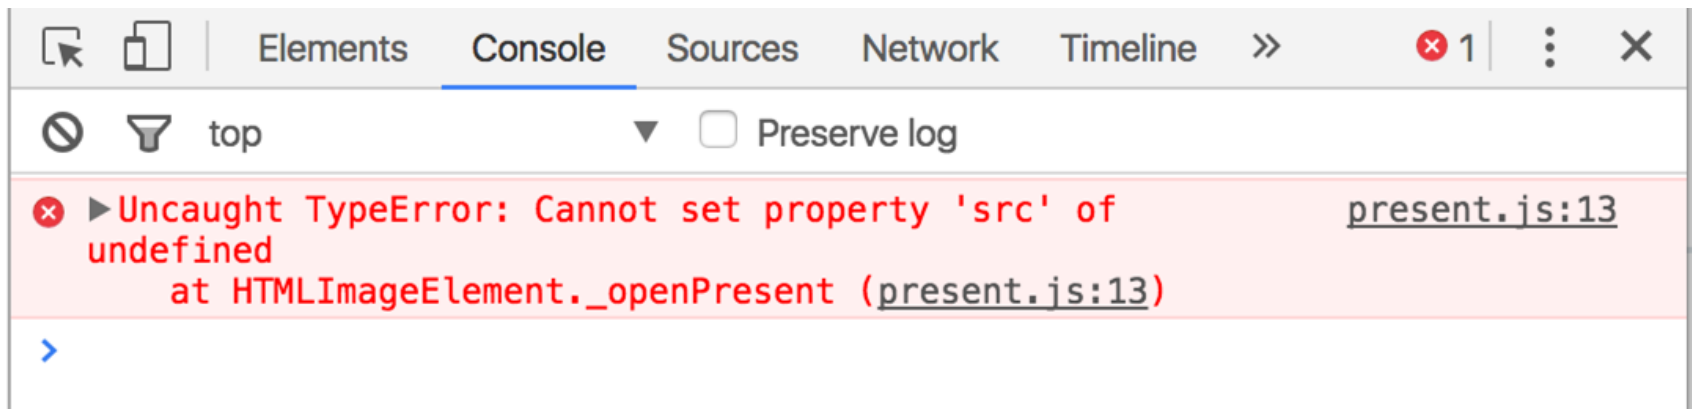 Elements Console Sources Network Timeline » 1
top Preserve log
Uncaught TypeError: Cannot set property 'src' of present.js:13
undefined
at HTMLImageElement._openPresent (present.js:13)